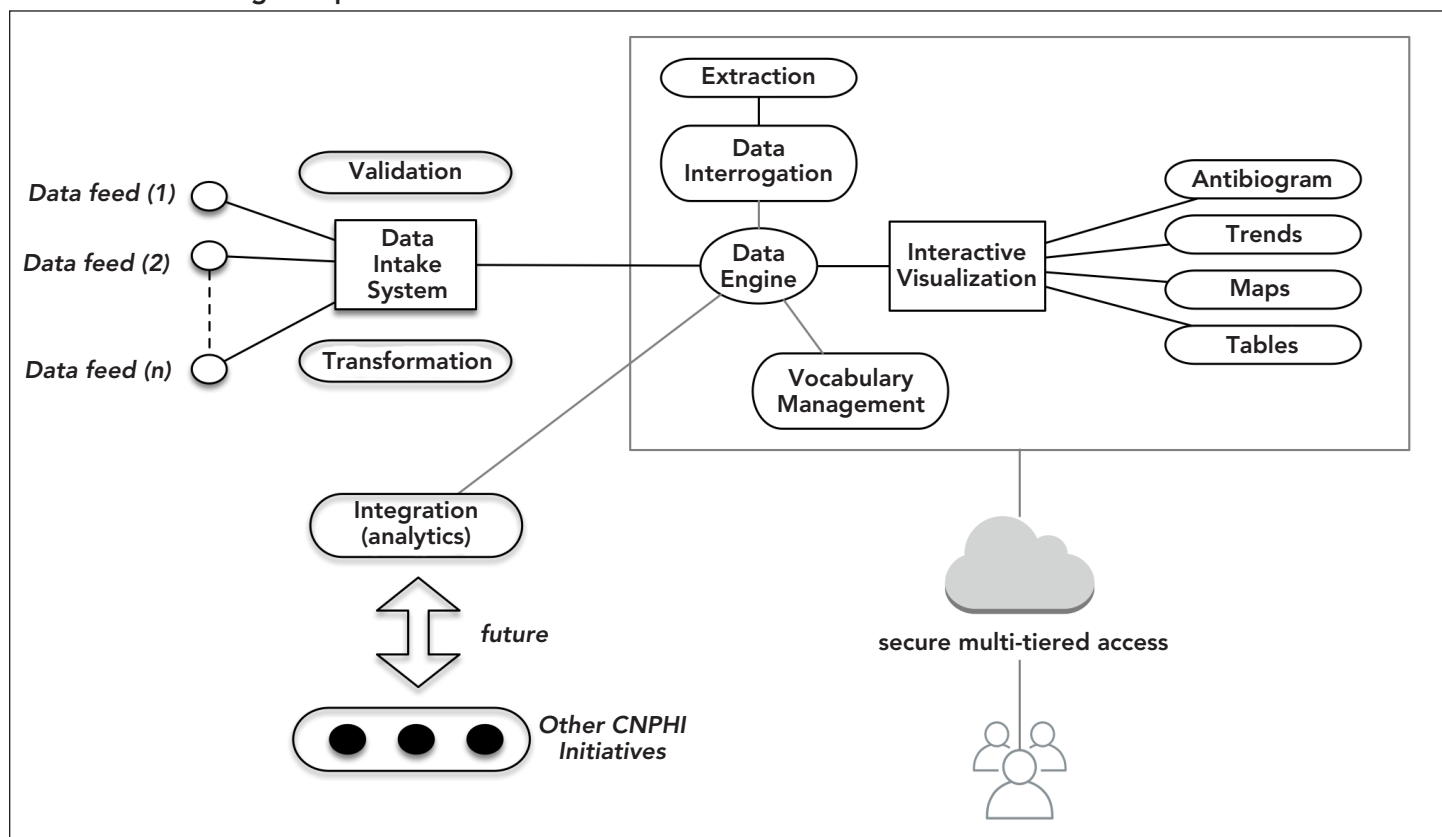 Extraction
Data
Interrogation
Validation
Data feed (1)
Data
Intake
System
Data feed (2)
Data feed (n)
Transformation
Data
Engine
Interactive
Visualization
Antibiogram
Trends
Maps
Tables
Vocabulary
Management
Integration
(analytics)
future
Other CNPHI
Initiatives
secure multi-tiered access